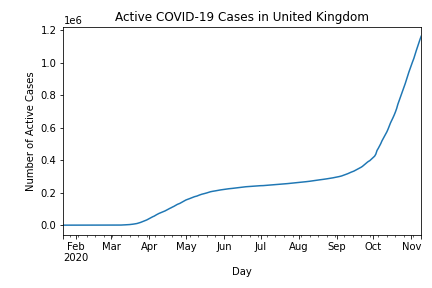 Active COVID-19 Cases in United Kingdom
1e6
1.2
1.0
0.8
0.6
0.4
0.2
0.0
Number of Active Cases
Feb Mar Apr May Jun Jul Aug Sep Oct Nov
2020
Day